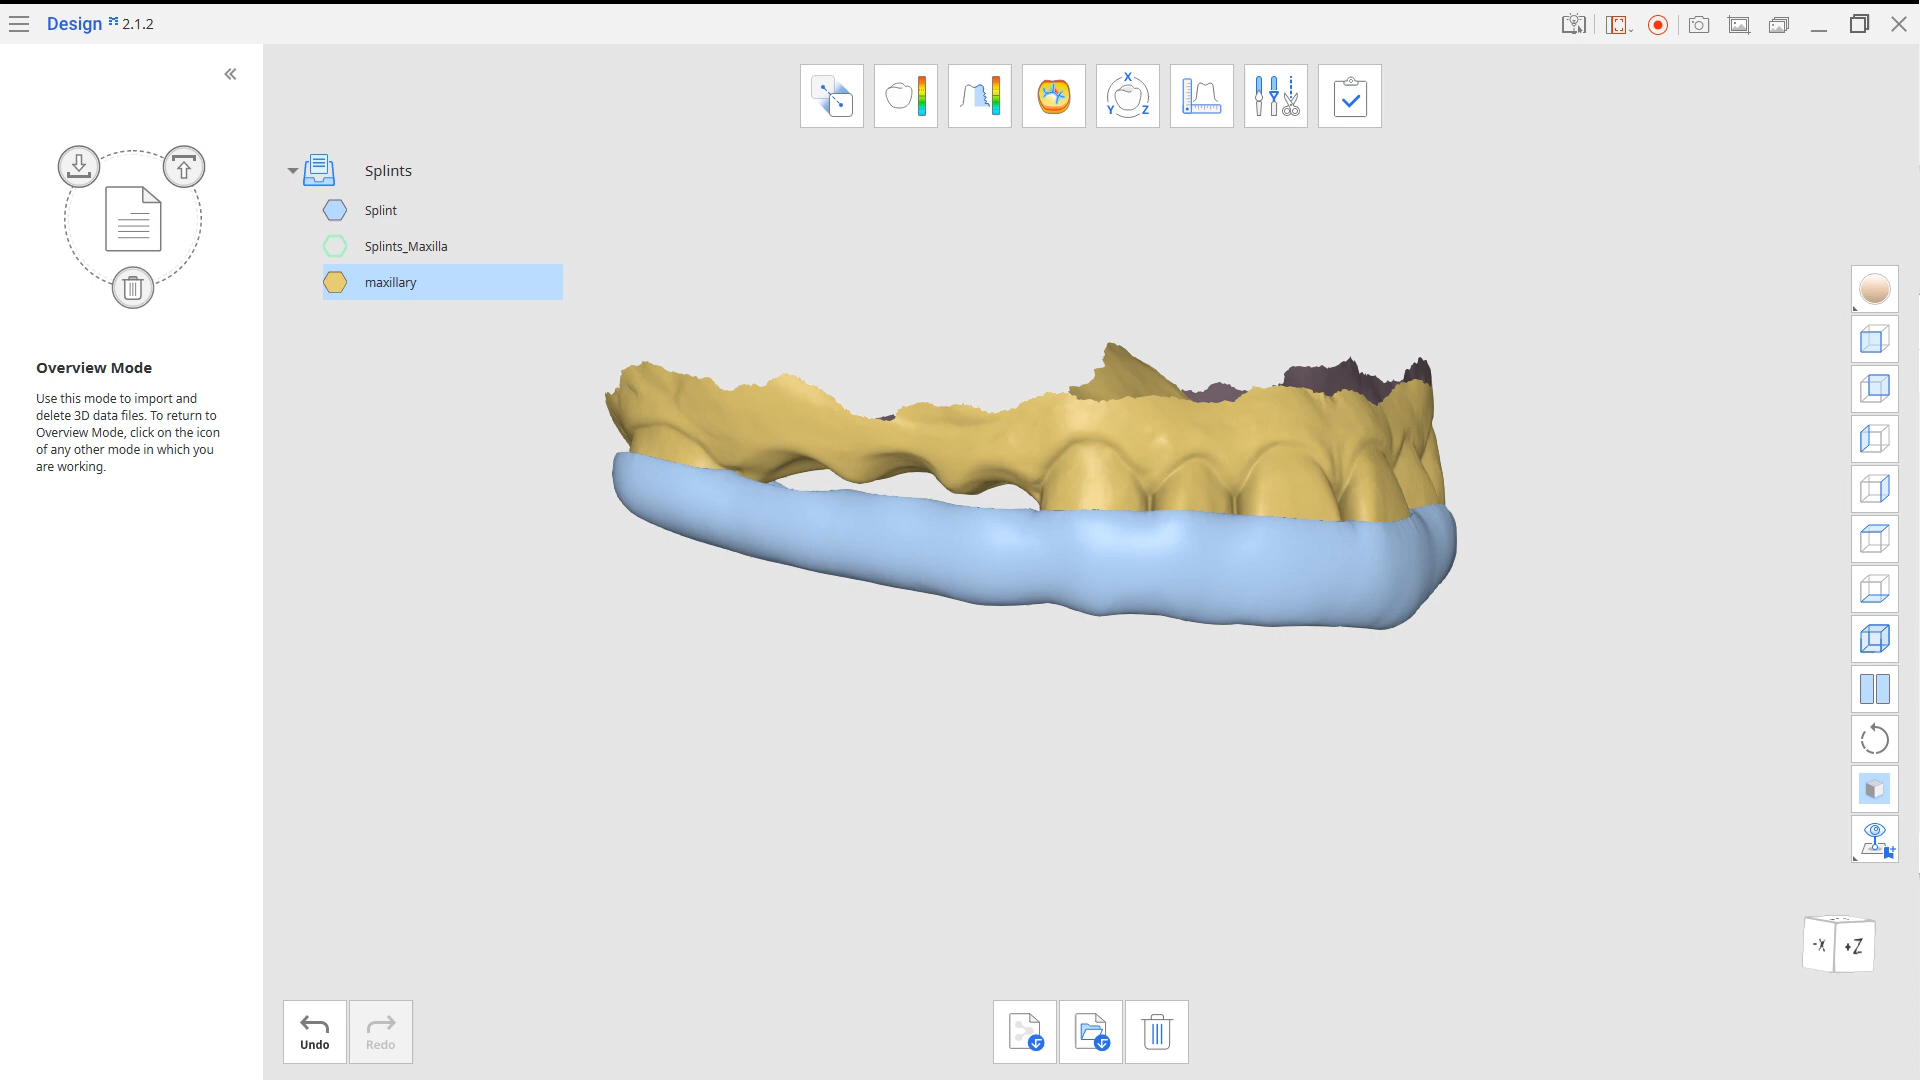 Design 2.1.2
X
Y Z
Splints
Splint
Splints_Maxilla
maxillary
Overview Mode
Use this mode to import and
delete 3D data files. To return to
Overview Mode, click on the icon
of any other mode in which you
are working.
-X +Z
Undo Redo